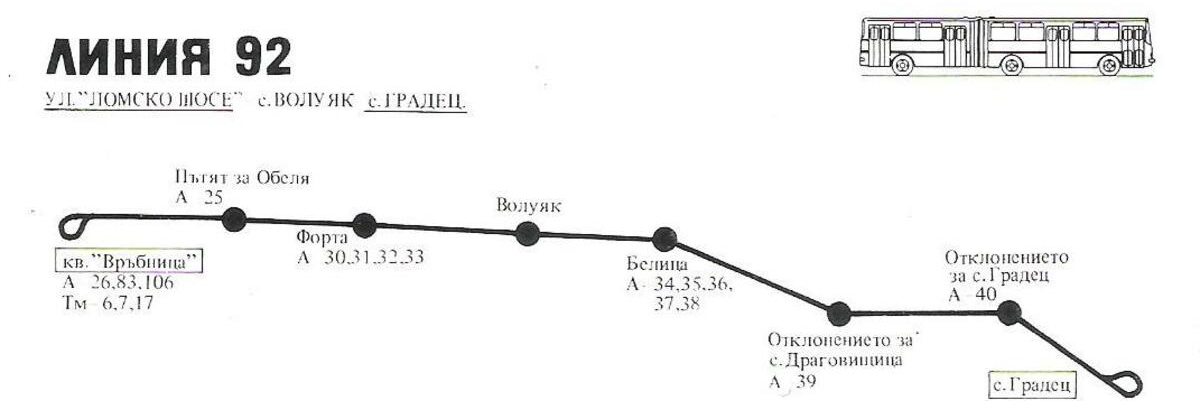 ЛИНИЯ 92
УЛ."ЛОМСКО ШОСЕ" с.ВОЛУЯК с.ГРАДЕЦ.
Пътят за Обеля
А 25
Форта
А 30,31,32,33
Волуяк
кв."Връбница"
А 26,83,106
Тм - 6,7,17
Белица
А - 34,35,36,
37,38
Отклонението
за с.Градец
А - 40
Отклонението за
с.Драговищица
А 39
с.Градец